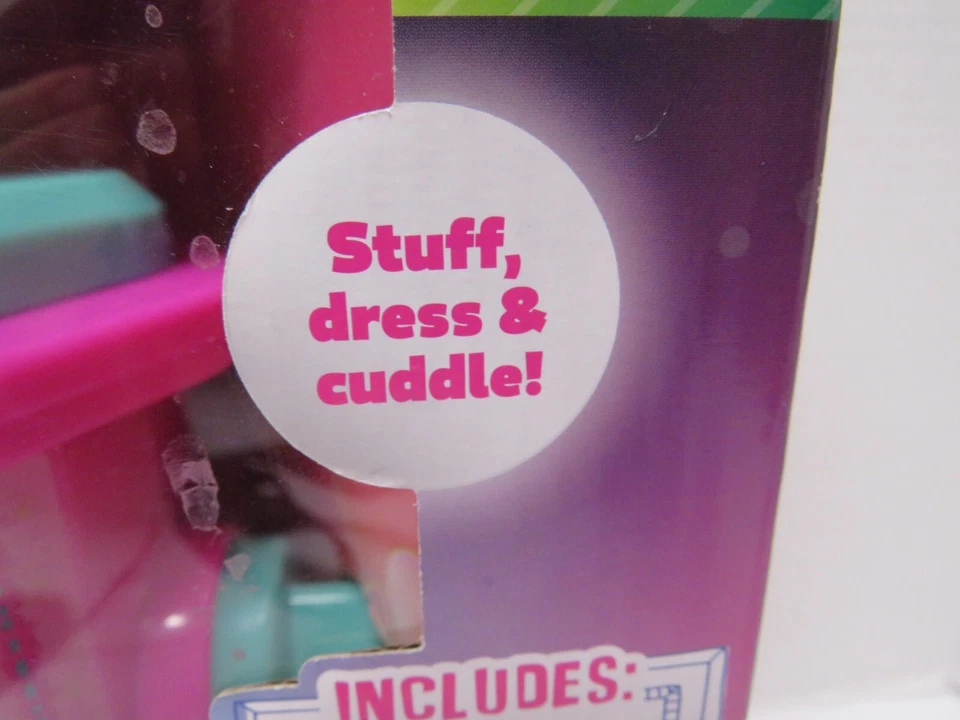 Stuff,
dress &
cuddle!
INCLUDES: